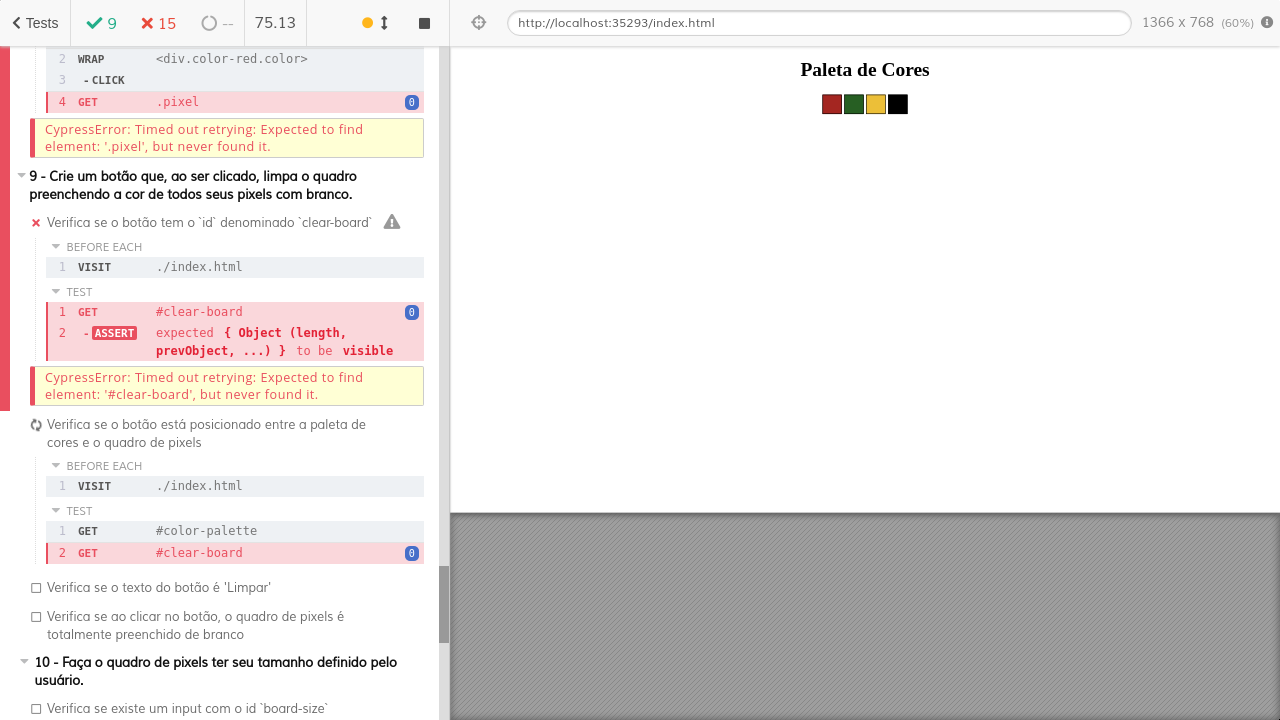 Tests
9
15
--
75.13
http://localhost:35293/index.html
1366 x 768 (60%)
2 WRAP <div.color-red.color>
3 -CLICK
4 GET .pixel 0
CypressError: Timed out retrying: Expected to find
element: '.pixel', but never found it.
9 - Crie um botão que, ao ser clicado, limpa o quadro
preenchendo a cor de todos seus pixels com branco.
Verifica se o botão tem o `id` denominado `clear-board`
BEFORE EACH
1 VISIT ./index.html
TEST
1 GET #clear-board 0
2 -ASSERT expected { Object (length,
prevObject, ...) } to be visible
CypressError: Timed out retrying: Expected to find
element: '#clear-board', but never found it.
Verifica se o botão está posicionado entre a paleta de
cores e o quadro de pixels
BEFORE EACH
1 VISIT ./index.html
TEST
1 GET #color-palette
2 GET #clear-board 0
Verifica se o texto do botão é 'Limpar'
Verifica se ao clicar no botão, o quadro de pixels é
totalmente preenchido de branco
10 - Faça o quadro de pixels ter seu tamanho definido pelo
usuário.
Verifica se existe um input com o id `board-size`
Paleta de Cores